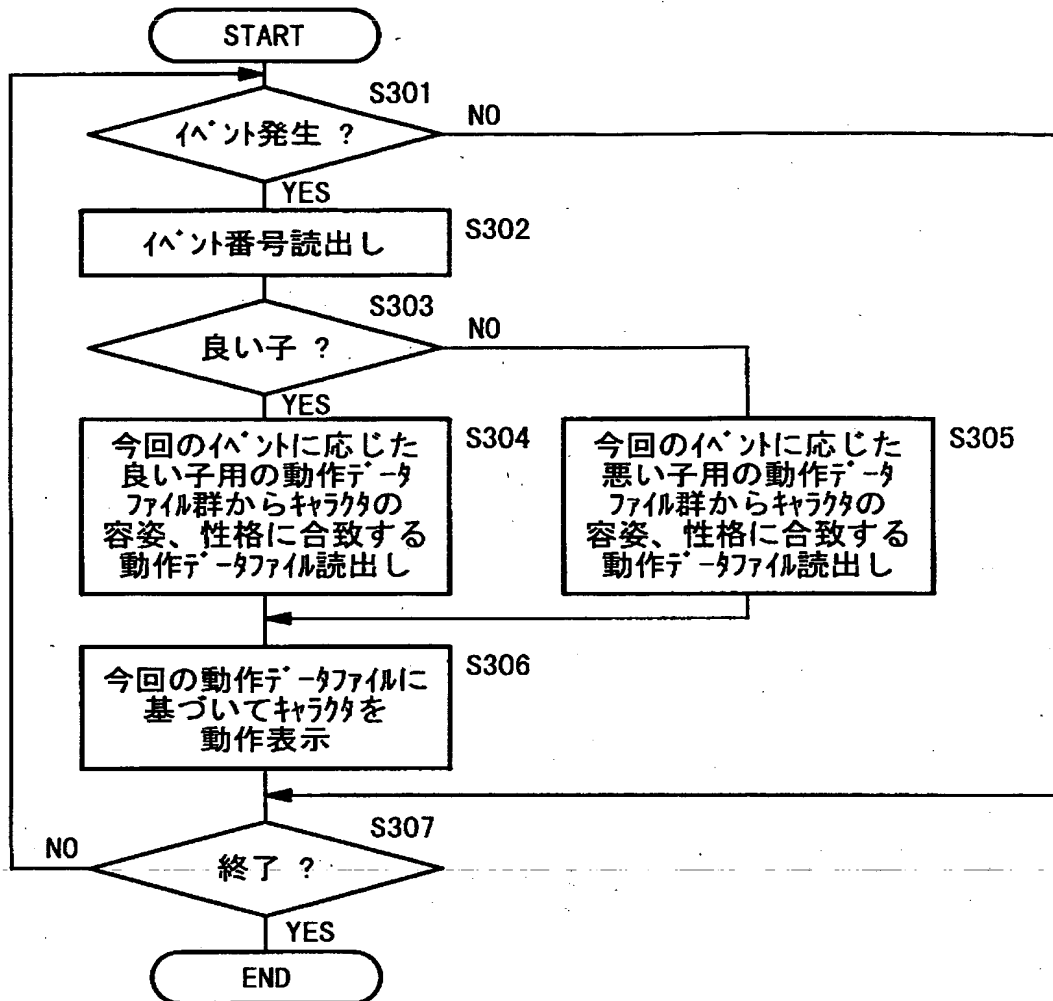 START
S301
ｲﾍﾞﾝﾄ発生 ?
NO
YES
ｲﾍﾞﾝﾄ番号読出し
S302
S303
良い子 ?
NO
YES
今回のｲﾍﾞﾝﾄに応じた
良い子用の動作ﾃﾞｰﾀ
ﾌｧｲﾙ群からｷｬﾗｸﾀの
容姿、性格に合致する
動作ﾃﾞｰﾀﾌｧｲﾙ読出し
S304
今回のｲﾍﾞﾝﾄに応じた
悪い子用の動作ﾃﾞｰﾀ
ﾌｧｲﾙ群からｷｬﾗｸﾀの
容姿、性格に合致する
動作ﾃﾞｰﾀﾌｧｲﾙ読出し
S305
今回の動作ﾃﾞｰﾀﾌｧｲﾙに
基づいてｷｬﾗｸﾀを
動作表示
S306
S307
NO
終了 ?
YES
END